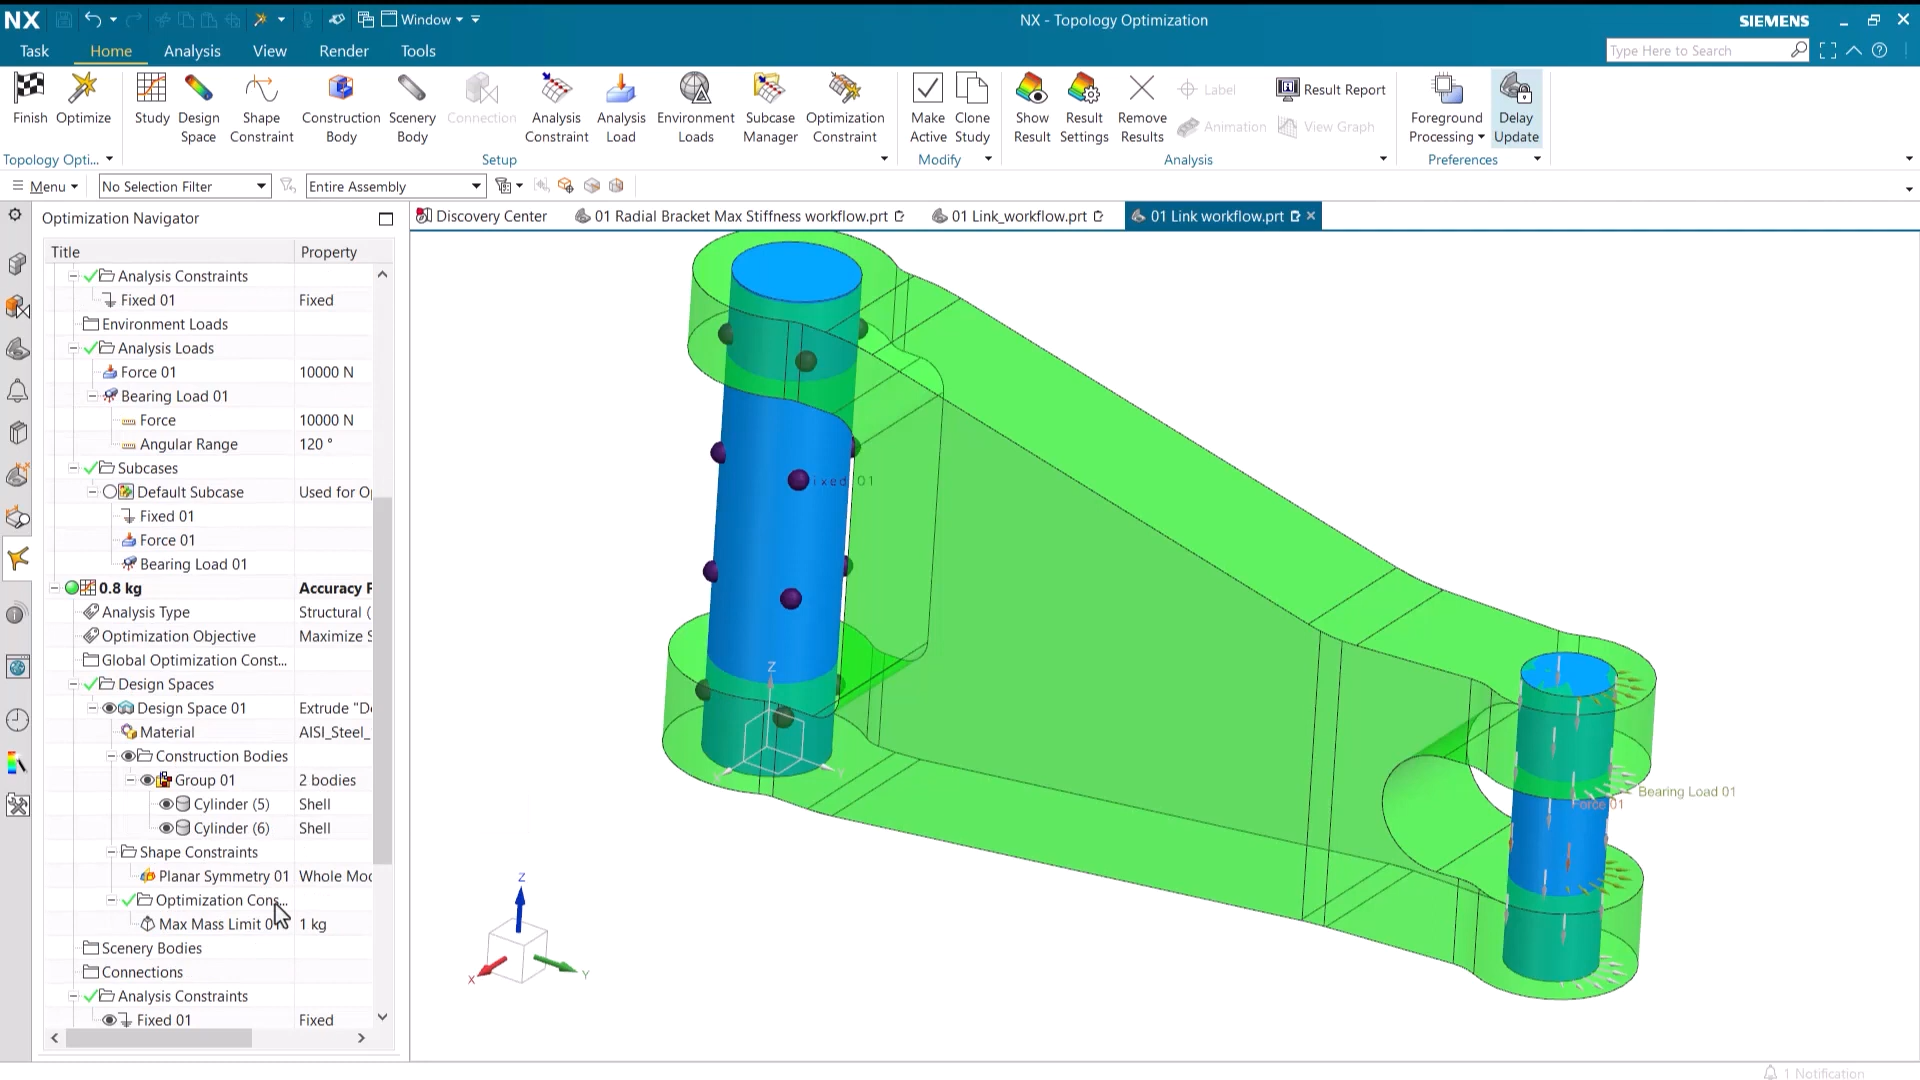 NX
Window
NX - Topology Optimization
SIEMENS
Task
Home
Analysis
View
Render
Tools
Type Here to Search
Finish
Optimize
Study
Design Space
Shape Constraint
Construction Body
Scenery Body
Connection
Analysis Constraint
Analysis Load
Environment Loads
Subcase Manager
Optimization Constraint
Make Active
Clone Study
Show Result
Result Settings
Remove Results
Label
Animation
Result Report
View Graph
Foreground Processing
Delay Update
Topology Opti...
Setup
Modify
Analysis
Preferences
Menu
No Selection Filter
Entire Assembly
Optimization Navigator
Discovery Center
01 Radial Bracket Max Stiffness workflow.prt
01 Link_workflow.prt
01 Link workflow.prt
Title Property
Analysis Constraints
Fixed 01 Fixed
Environment Loads
Analysis Loads
Force 01 10000 N
Bearing Load 01
Force 10000 N
Angular Range 120 °
Subcases
Default Subcase Used for O
Fixed 01
Force 01
Bearing Load 01
0.8 kg Accuracy F
Analysis Type Structural (
Optimization Objective Maximize S
Global Optimization Const...
Design Spaces
Design Space 01 Extrude "De
Material AISI_Steel_
Construction Bodies
Group 01 2 bodies
Cylinder (5) Shell
Cylinder (6) Shell
Shape Constraints
Planar Symmetry 01 Whole Mod
Optimization Cons...
Max Mass Limit 0 1 kg
Scenery Bodies
Connections
Analysis Constraints
Fixed 01 Fixed
ixed 01
Z
Y
Bearing Load 01
Force 01
Z
X
Y
1 Notification